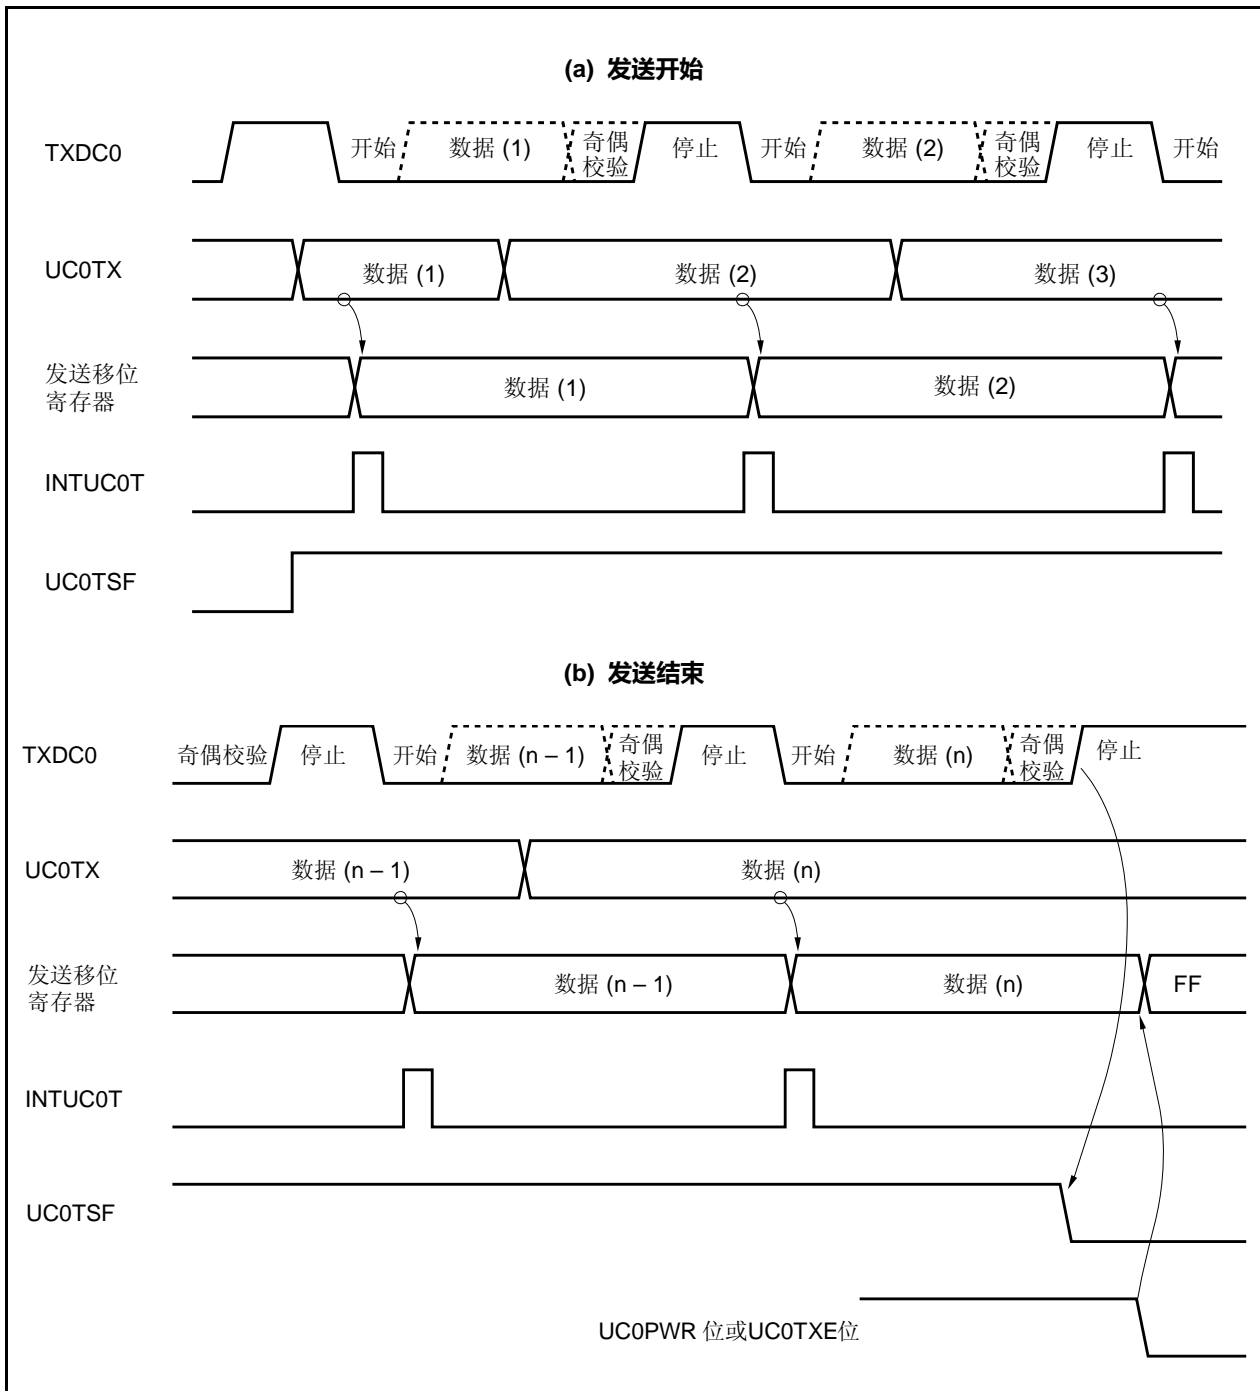 (a) 发送开始
TXDC0
开始
数据 (1)
奇偶
校验
停止
开始
数据 (2)
奇偶
校验
停止
开始
UC0TX
数据 (1)
数据 (2)
数据 (3)
发送移位
寄存器
数据 (1)
数据 (2)
INTUC0T
UC0TSF
(b) 发送结束
TXDC0
奇偶校验
停止
开始
数据 (n – 1)
奇偶
校验
停止
开始
数据 (n)
奇偶
校验
停止
UC0TX
数据 (n – 1)
数据 (n)
发送移位
寄存器
数据 (n – 1)
数据 (n)
FF
INTUC0T
UC0TSF
UC0PWR 位或UC0TXE位